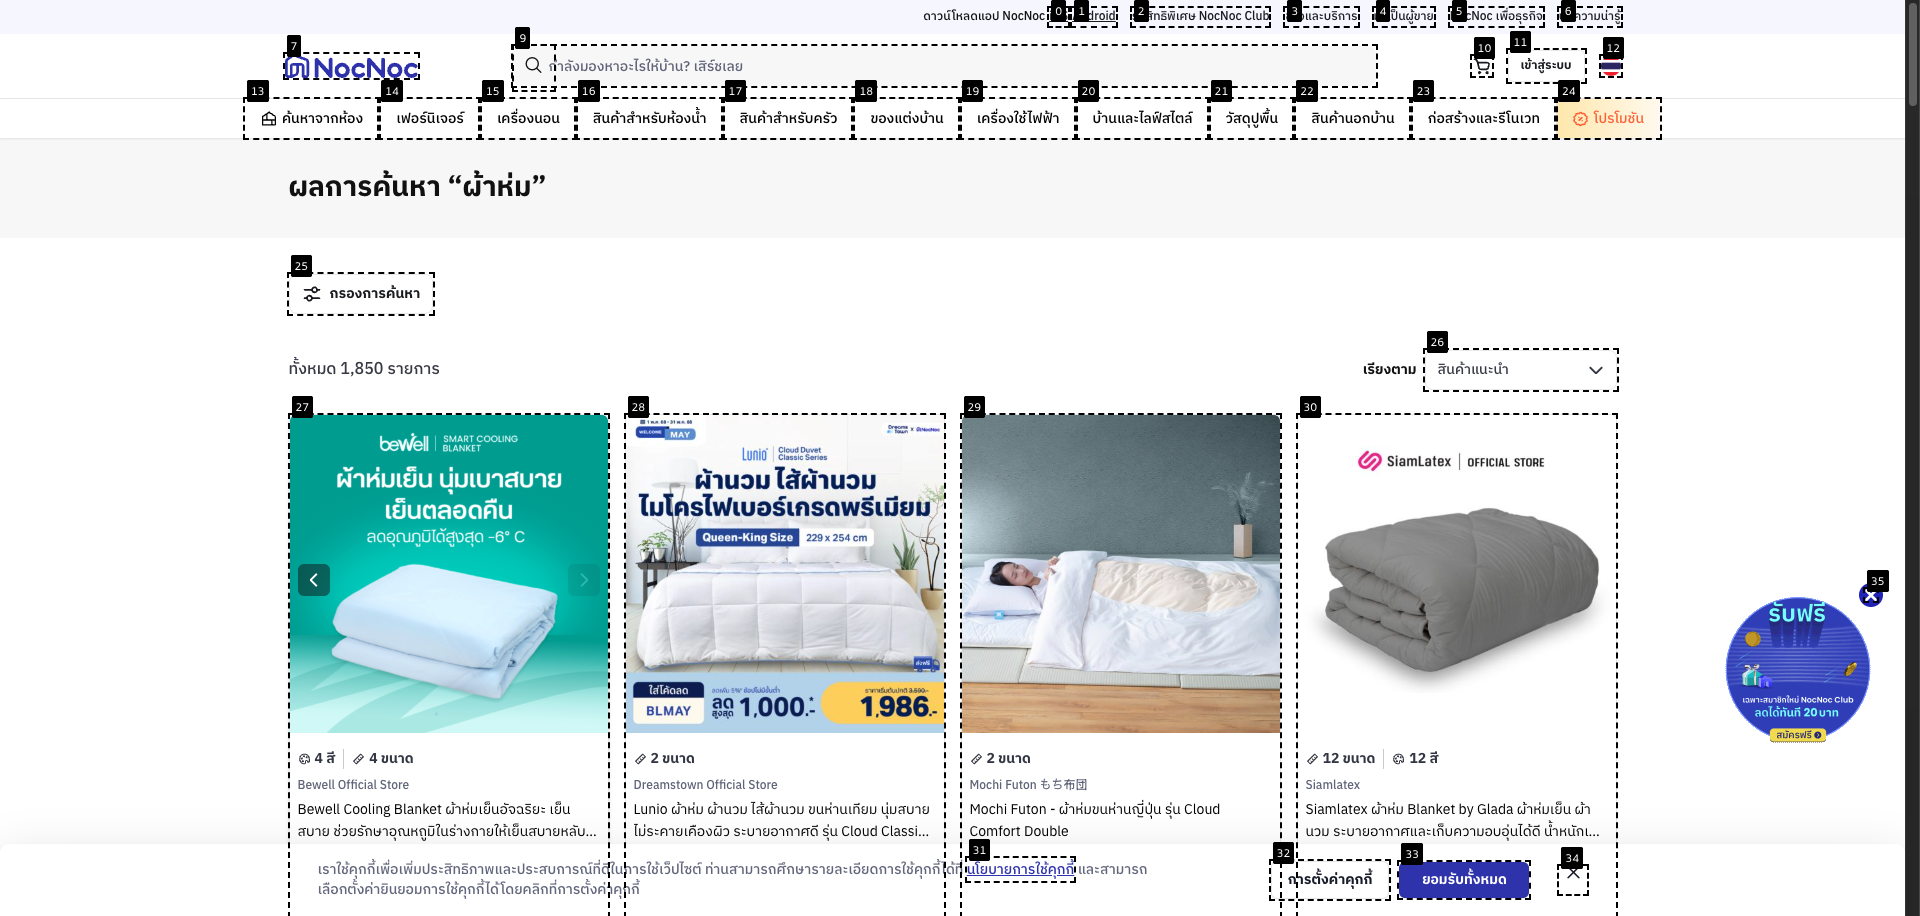 ดาวน์โหลดแอป NocNoc
NocNoc Club
NocNoc
กำลังมองหาอะไรให้บ้าน? เสิร์ชเลย
เข้าสู่ระบบ
ค้นหาจากห้อง
เฟอร์นิเจอร์
เครื่องนอน
สินค้าสำหรับห้องน้ำ
สินค้าสำหรับครัว
ของแต่งบ้าน
เครื่องใช้ไฟฟ้า
บ้านและไลฟ์สไตล์
วัสดุปูพื้น
สินค้านอกบ้าน
ก่อสร้างและรีโนเวท
โปรโมชัน
ผลการค้นหา “ผ้าห่ม”
กรองการค้นหา
ทั้งหมด 1,850 รายการ
เรียงตาม
สินค้าแนะนำ
bewell SMART COOLING BLANKET
ผ้าห่มเย็น นุ่มเบาสบาย
เย็นตลอดคืน
ลดอุณภูมิได้สูงสุด -6° C
4 สี
4 ขนาด
Bewell Official Store
Bewell Cooling Blanket ผ้าห่มเย็นอัจฉริยะ เย็น
สบาย ช่วยรักษาอุณหภูมิในร่างกายให้เย็นสบายหลับ...
WELCOME MAY
Lunio Cloud Duvet Classic Series
ผ้านวม ไส้ผ้านวม
ไมโครไฟเบอร์เกรดพรีเมียม
Queen-King Size 229 x 254 cm
ใส่โค้ดลด
BLMAY
ลดสูงสุด 1,000.-
1,986.-
2 ขนาด
Dreamstown Official Store
Lunio ผ้าห่ม ผ้านวม ไส้ผ้านวม ขนห่านเทียม นุ่มสบาย
ไม่ระคายเคืองผิว ระบายอากาศดี รุ่น Cloud Classi...
2 ขนาด
Mochi Futon もち布団
Mochi Futon - ผ้าห่มขนห่านญี่ปุ่น รุ่น Cloud
Comfort Double
SiamLatex OFFICIAL STORE
12 ขนาด
12 สี
Siamlatex
Siamlatex ผ้าห่ม Blanket by Glada ผ้าห่มเย็น ผ้า
นวม ระบายอากาศและเก็บความอบอุ่นได้ดี น้ำหนักเ...
รับฟรี
เฉพาะสมาชิกใหม่ NocNoc Club
ลดได้ทันที 20 บาท
สมัครฟรี
เราใช้คุกกี้เพื่อเพิ่มประสิทธิภาพและประสบการณ์ที่ดีในการใช้เว็ปไซต์ ท่านสามารถศึกษารายละเอียดการใช้คุกกี้ได้ที่ นโยบายการใช้คุกกี้ และสามารถ
เลือกตั้งค่ายินยอมการใช้คุกกี้ได้โดยคลิกที่การตั้งค่าคุกกี้
การตั้งค่าคุกกี้
ยอมรับทั้งหมด
0
1
2
3
4
5
6
7
9
10
11
12
13
14
15
16
17
18
19
20
21
22
23
24
25
26
27
28
29
30
31
32
33
34
35